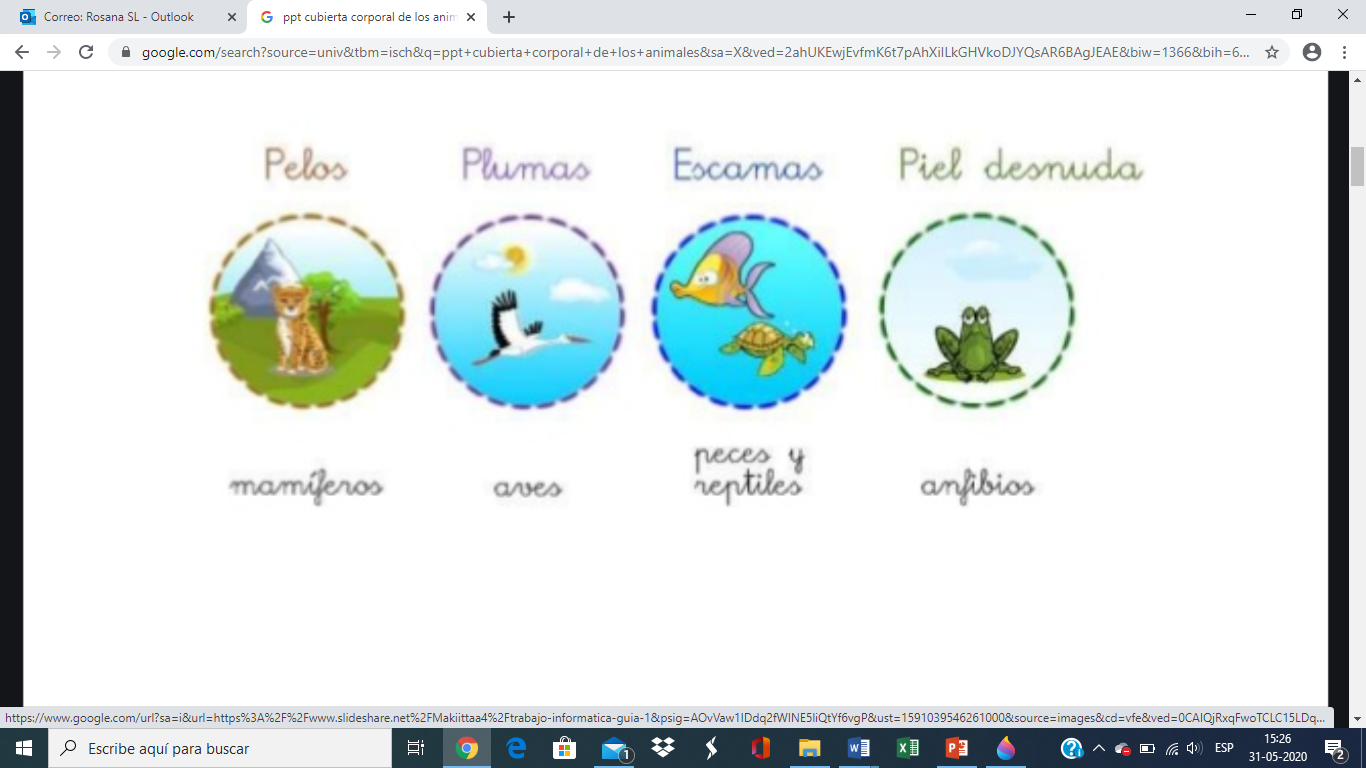 Correo: Rosana SL - Outlook
ppt cubierta corporal de los anim
google.com/search?source=univ&tbm=isch&q=ppt+cubierta+corporal+de+los+animales&sa=X&ved=2ahUKEwjEvfmK6t7pAhXiILkGHVkoDJYQsAR6BAgJEAE&biw=1366&bih=6...
Pelos Plumas Escamas Piel desnuda
mamíferos aves peces y reptiles anfibios
https://www.google.com/url?sa=i&url=https%3A%2F%2Fwww.slideshare.net%2FMakiittaa4%2Ftrabajo-informatica-guia-1&psig=AOvVaw1IDdq2fWINE5IiQtYf6vgP&ust=1591039546261000&source=images&cd=vfe&ved=0CAIQjRxqFwoTCLC15LDq...
Escribe aquí para buscar
1
ESP
15:26
31-05-2020
2